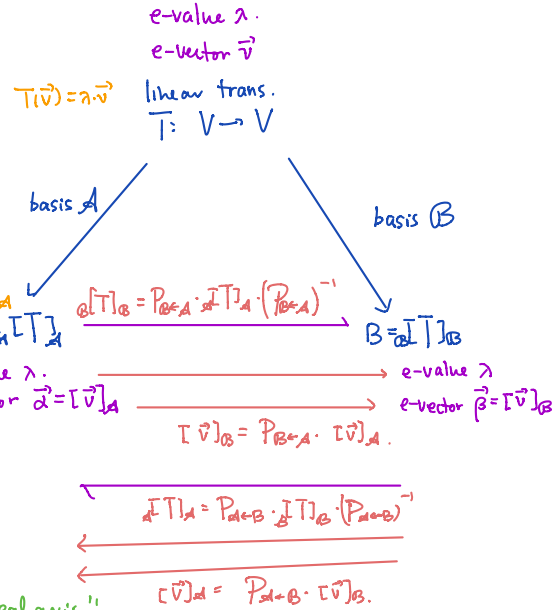 e-value λ.
e-vector v⃗
T(v⃗) = λ·v⃗
linear trans.
T: V → V
basis 𝒜
basis ℬ
ℬ[T]ℬ = Pℬ←𝒜 · 𝒜[T]𝒜 · (Pℬ←𝒜)⁻¹
𝒜[T]𝒜
B = ℬ[T]ℬ
λ.
e-value λ
α⃗ = [v⃗]𝒜
e-vector β⃗ = [v⃗]ℬ
[v⃗]ℬ = Pℬ←𝒜 · [v⃗]𝒜.
𝒜[T]𝒜 = P𝒜←ℬ · ℬ[T]ℬ · (P𝒜←ℬ)⁻¹
[v⃗]𝒜 = P𝒜←ℬ · [v⃗]ℬ.